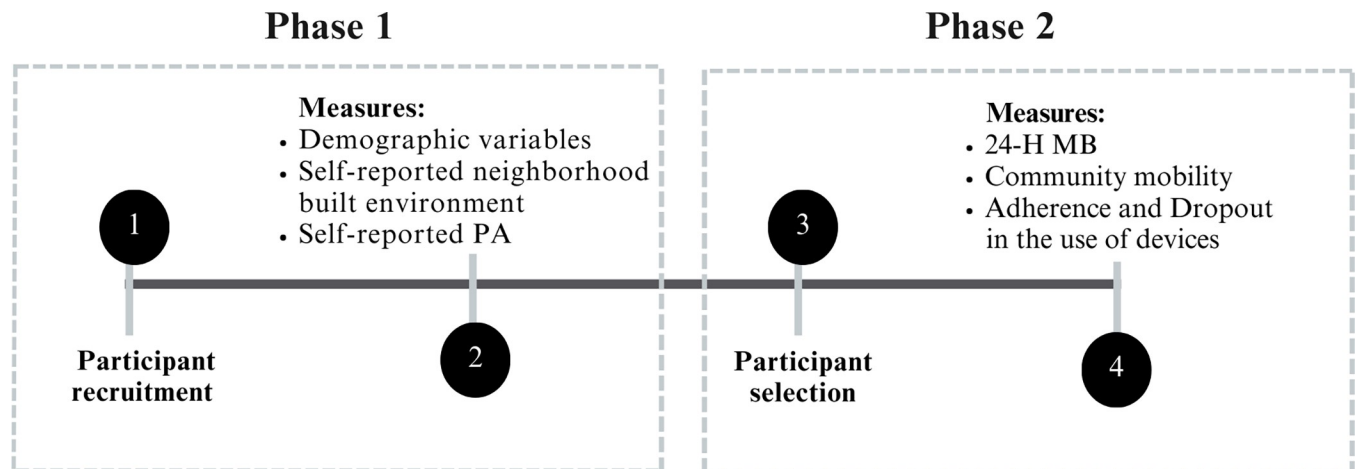 Phase 1
Measures:
• Demographic variables
• Self-reported neighborhood
built environment
• Self-reported PA
1
2
Participant
recruitment
Phase 2
Measures:
• 24-H MB
• Community mobility
• Adherence and Dropout
in the use of devices
3
4
Participant
selection